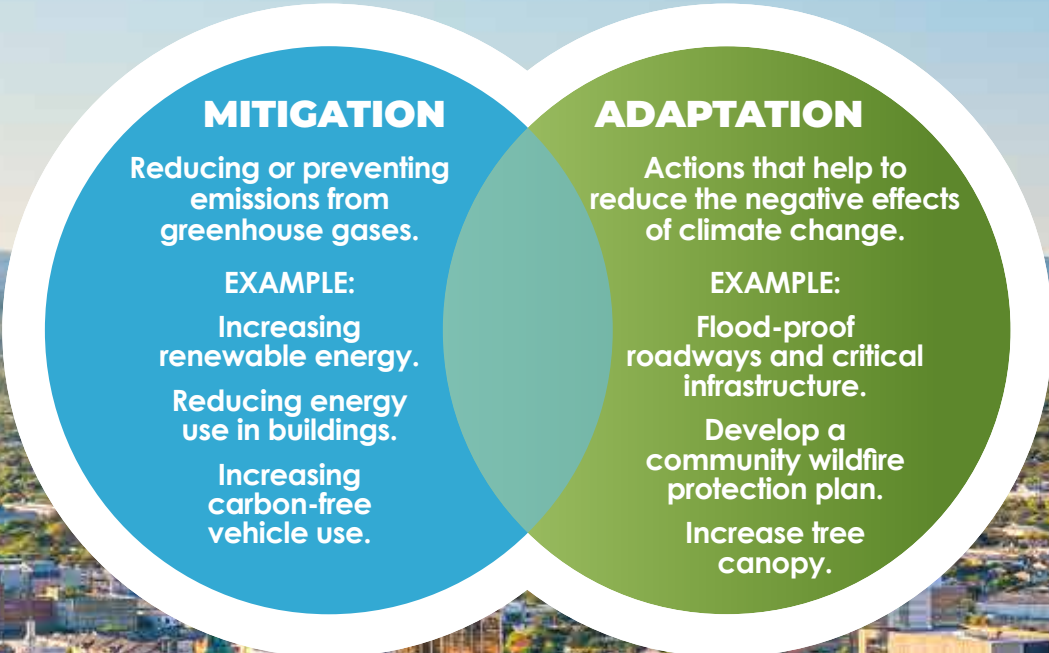 MITIGATION
Reducing or preventing
emissions from
greenhouse gases.
EXAMPLE:
Increasing
renewable energy.
Reducing energy
use in buildings.
Increasing
carbon-free
vehicle use.
ADAPTATION
Actions that help to
reduce the negative effects
of climate change.
EXAMPLE:
Flood-proof
roadways and critical
infrastructure.
Develop a
community wildfire
protection plan.
Increase tree
canopy.